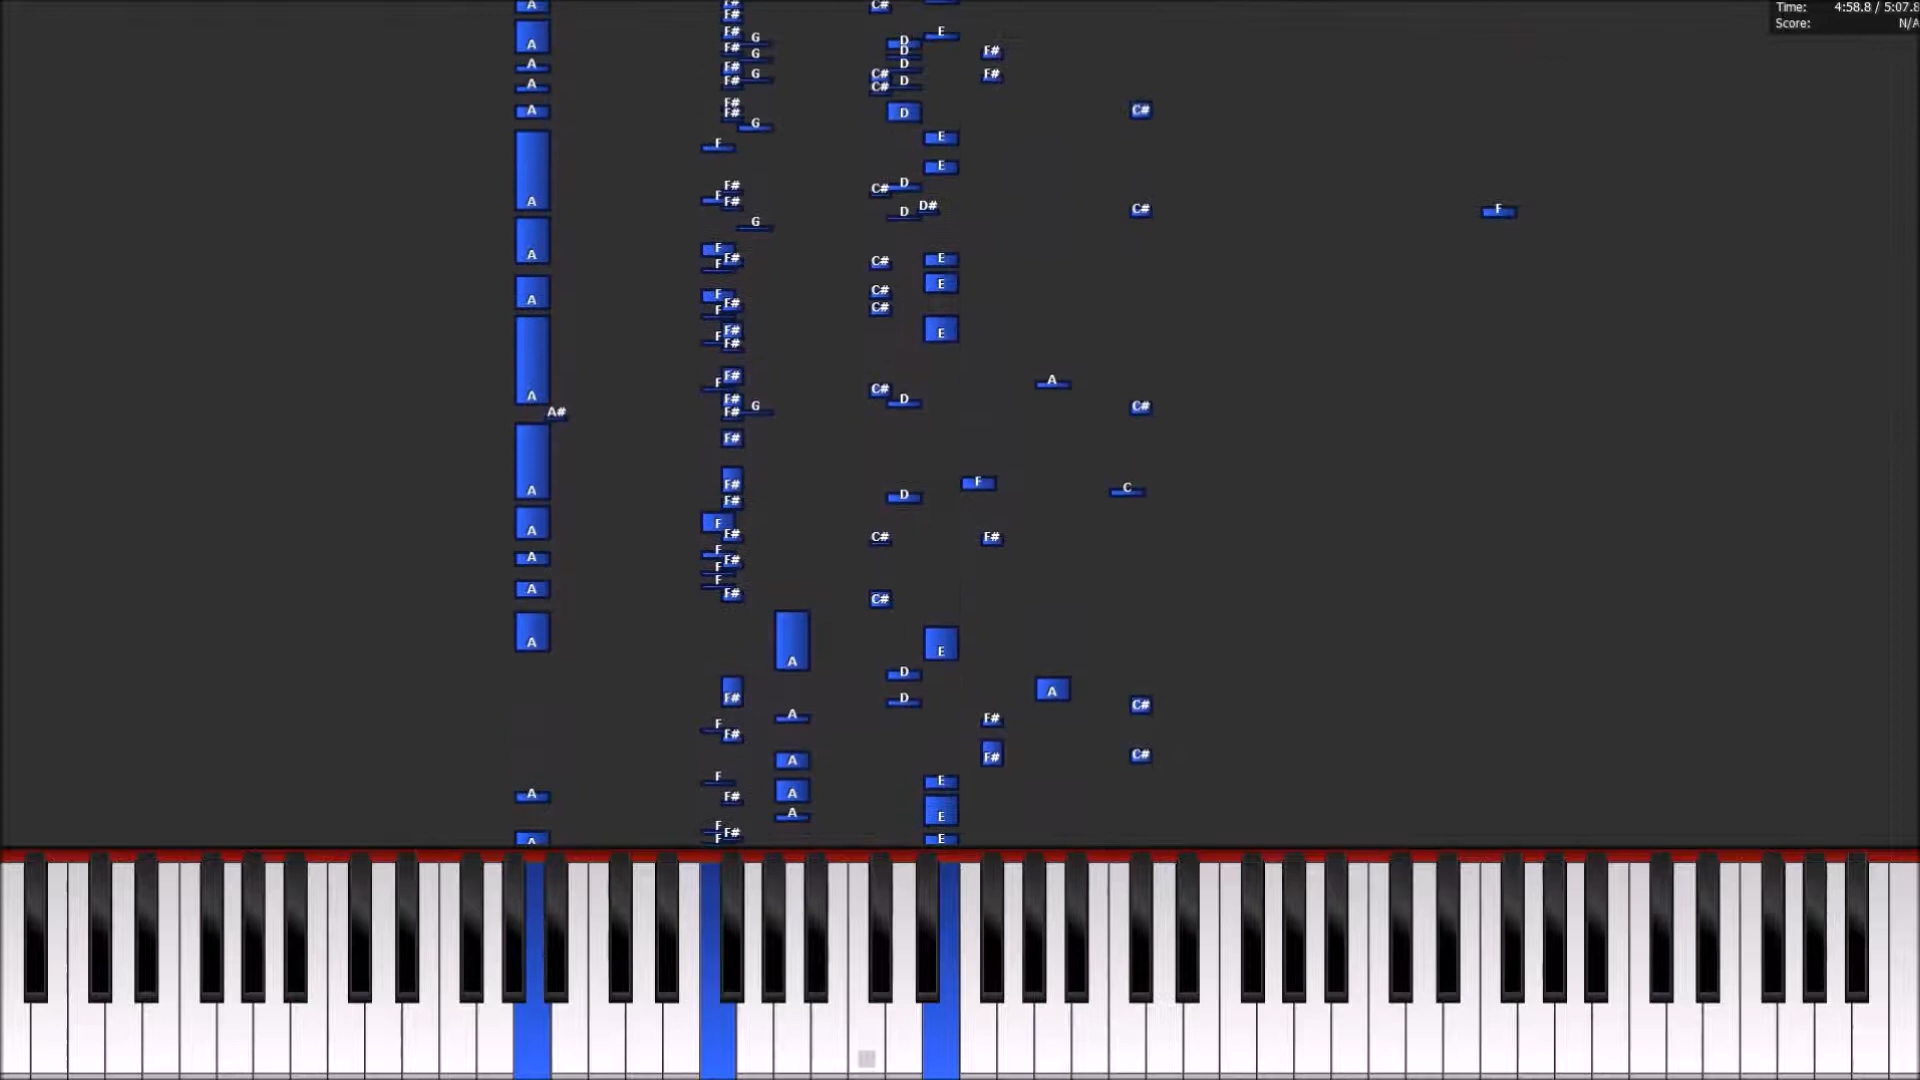 Time: 4:58.8 / 5:07.8
Score: N/A
A F# C#
F#
A F# G D E
F# G D F#
A F# G C# D F#
A F# C# D
A F# F# D C#
G
F E
E
F# C# D
A F F# D D# C# F
G
A F F# C# E
F
A F C# E
F F# C#
F F# E
F#
F F# C# D A
A F# D
A# F# G C#
F#
A F# D F C
F#
A F F# C# F#
A F F#
F
A F
F# C#
A A E
D
F# D A C#
A F#
F F#
A F# C#
F E
A F# A E
A
F F#
A F E